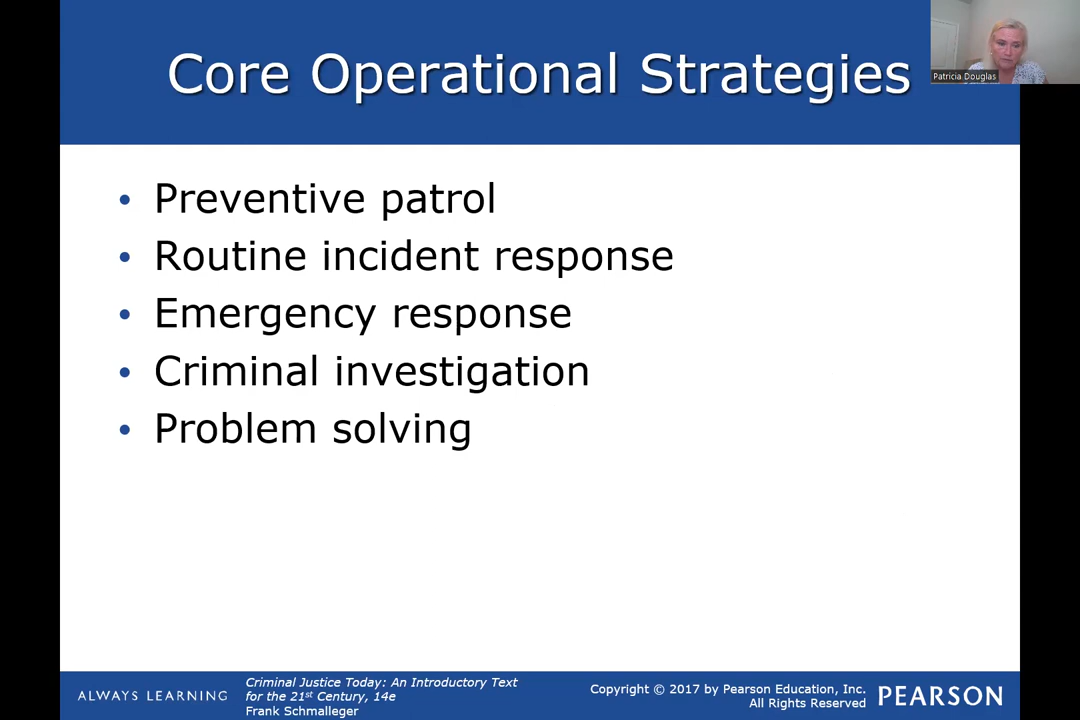 Core Operational Strategies
Patricia Douglas
• Preventive patrol
• Routine incident response
• Emergency response
• Criminal investigation
• Problem solving
ALWAYS LEARNING
Criminal Justice Today: An Introductory Text
for the 21st Century, 14e
Frank Schmalleger
Copyright © 2017 by Pearson Education, Inc.
All Rights Reserved
PEARSON